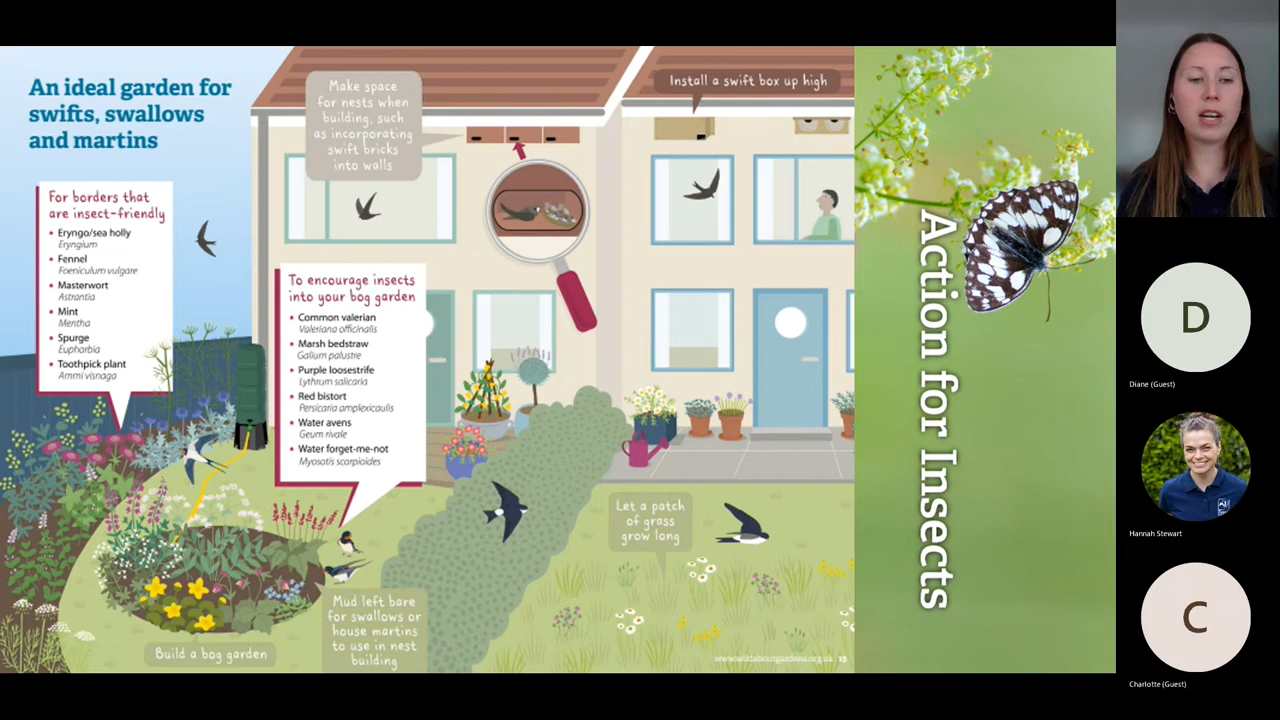 An ideal garden for
swifts, swallows
and martins
Make space
for nests when
building, such
as incorporating
swift bricks
into walls
Install a swift box up high
For borders that
are insect-friendly
• Eryngo/sea holly
Eryngium
• Fennel
Foeniculum vulgare
• Masterwort
Astrantia
• Mint
Mentha
• Spurge
Euphorbia
• Toothpick plant
Ammi visnaga
To encourage insects
into your bog garden
• Common valerian
Valeriana officinalis
• Marsh bedstraw
Galium palustre
• Purple loosestrife
Lythrum salicaria
• Red bistort
Persicaria amplexicaulis
• Water avens
Geum rivale
• Water forget-me-not
Myosotis scorpioides
Let a patch
of grass
grow long
Mud left bare
for swallows or
house martins
to use in nest
building
Build a bog garden
www.wildaboutgardens.org.uk 13
Action for Insects
D
Diane (Guest)
Hannah Stewart
C
Charlotte (Guest)